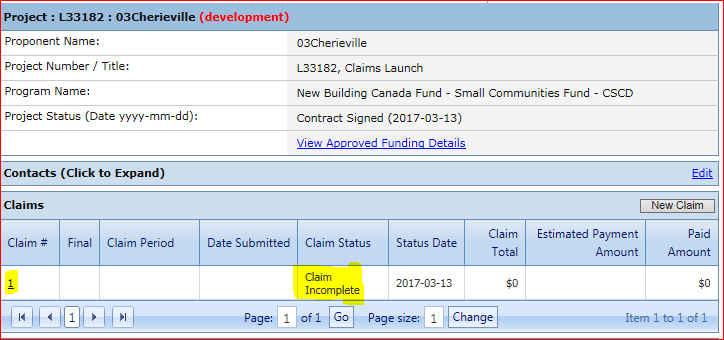 Project : L33182 : 03Cherieville (development)
Proponent Name: 03Cherieville
Project Number / Title: L33182, Claims Launch
Program Name: New Building Canada Fund - Small Communities Fund - CSCD
Project Status (Date yyyy-mm-dd): Contract Signed (2017-03-13)
View Approved Funding Details
Contacts (Click to Expand) Edit
Claims New Claim
Claim # Final Claim Period Date Submitted Claim Status Status Date Claim Total Estimated Payment Amount Paid Amount
1 Claim Incomplete 2017-03-13 $0 $0
1 Page: 1 of 1 Go Page size: 1 Change Item 1 to 1 of 1